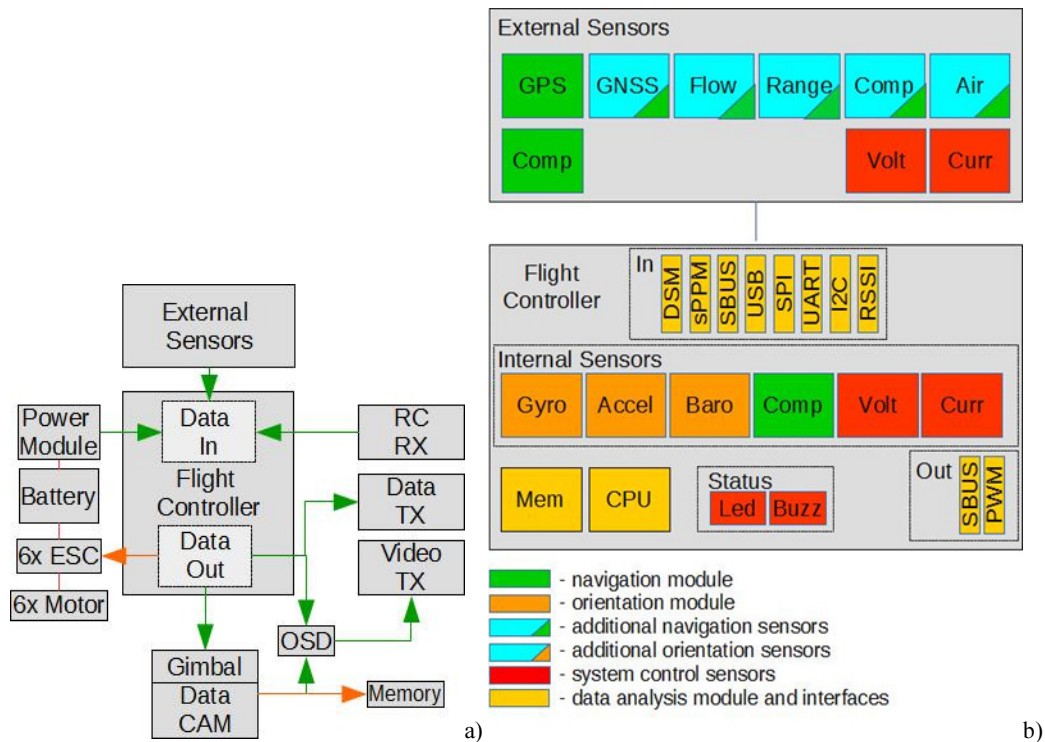 External
Sensors
Power
Module
Data
In
RC
RX
Flight
Controller
Battery
Data
TX
6x ESC
Data
Out
Video
TX
6x Motor
OSD
Gimbal
Data
CAM
Memory
a)
External Sensors
GPS GNSS Flow Range Comp Air
Comp Volt Curr
Flight
Controller
In
DSM
sPPM
SBUS
USB
SPI
UART
I2C
RSSI
Internal Sensors
Gyro Accel Baro Comp Volt Curr
Mem CPU
Status
Led Buzz
Out
SBUS
PWM
- navigation module
- orientation module
- additional navigation sensors
- additional orientation sensors
- system control sensors
- data analysis module and interfaces
b)